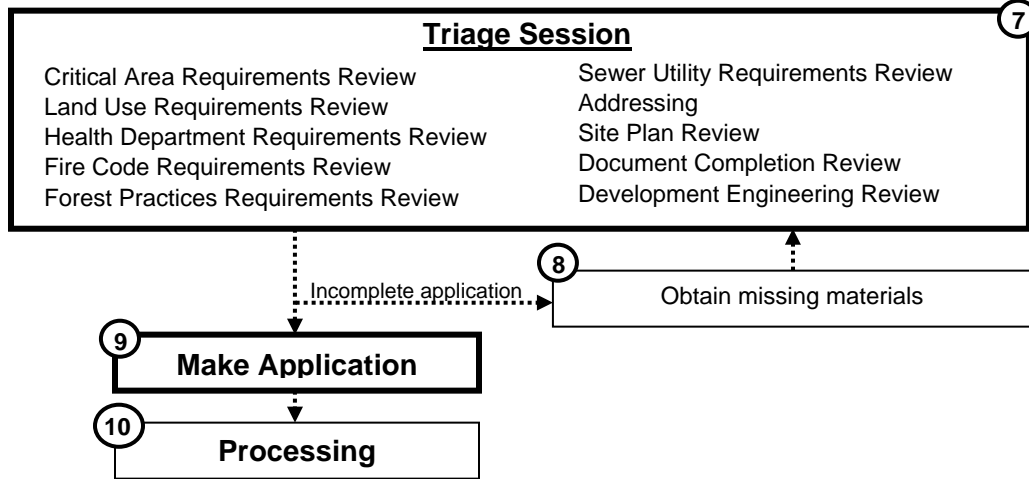 7
Triage Session
Critical Area Requirements Review
Land Use Requirements Review
Health Department Requirements Review
Fire Code Requirements Review
Forest Practices Requirements Review
Sewer Utility Requirements Review
Addressing
Site Plan Review
Document Completion Review
Development Engineering Review
8
Incomplete application
Obtain missing materials
9
Make Application
10
Processing